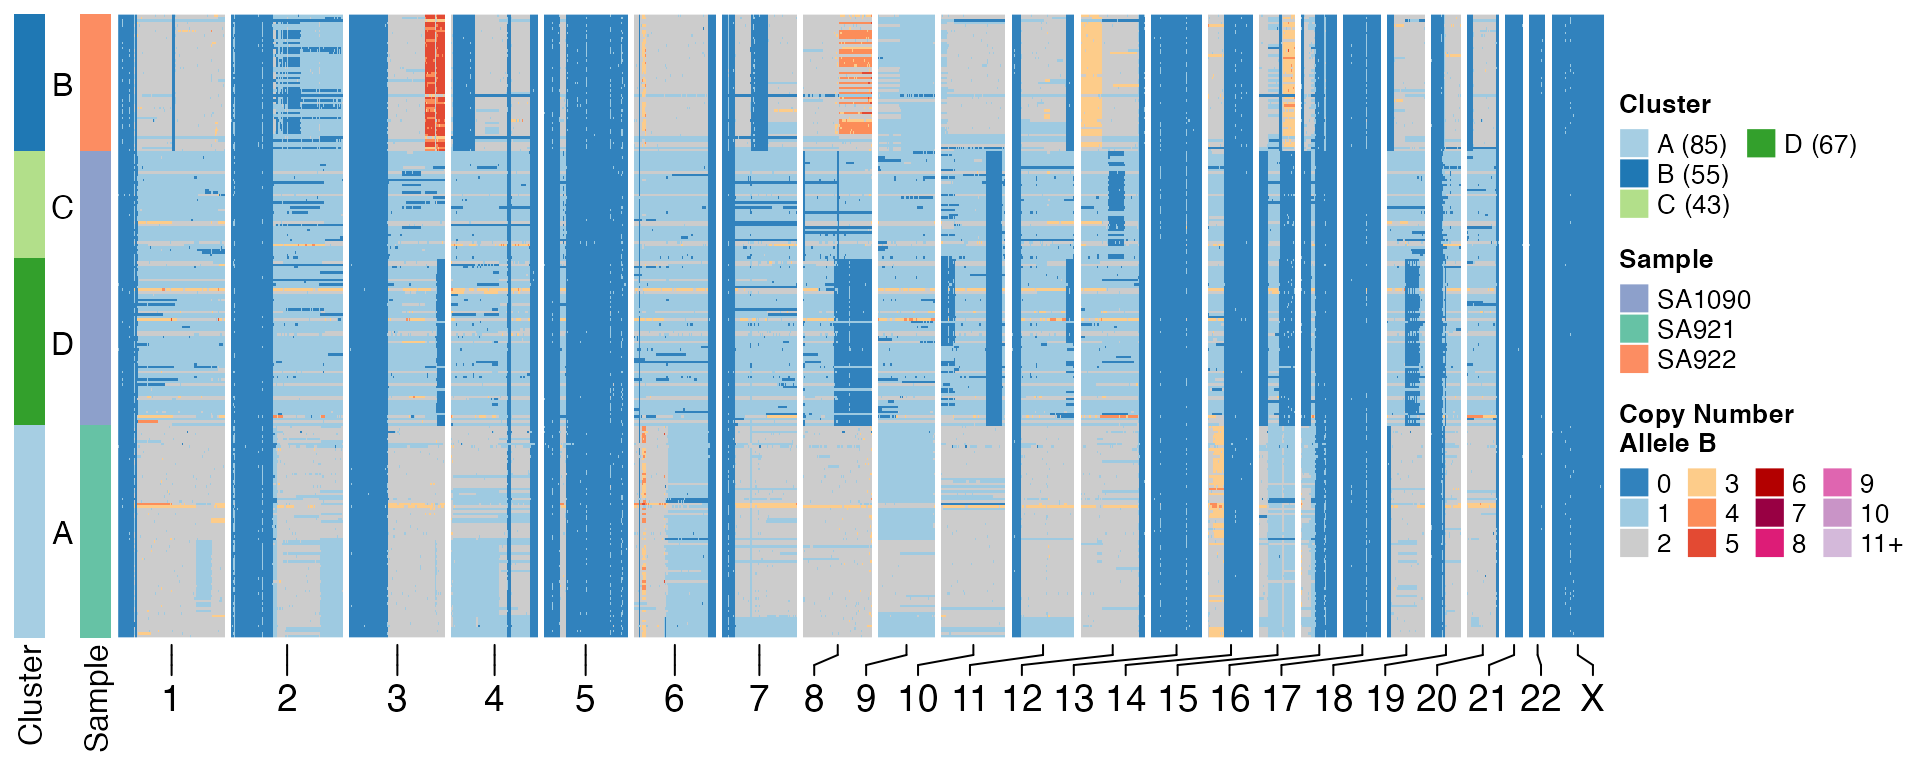 B
C
D
A
Cluster
Sample
1 2 3 4 5 6 7 8 9 10 11 12 13 14 15 16 17 18 19 20 21 22 X
Cluster
A (85) D (67)
B (55)
C (43)
Sample
SA1090
SA921
SA922
Copy Number
Allele B
0 3 6 9
1 4 7 10
2 5 8 11+